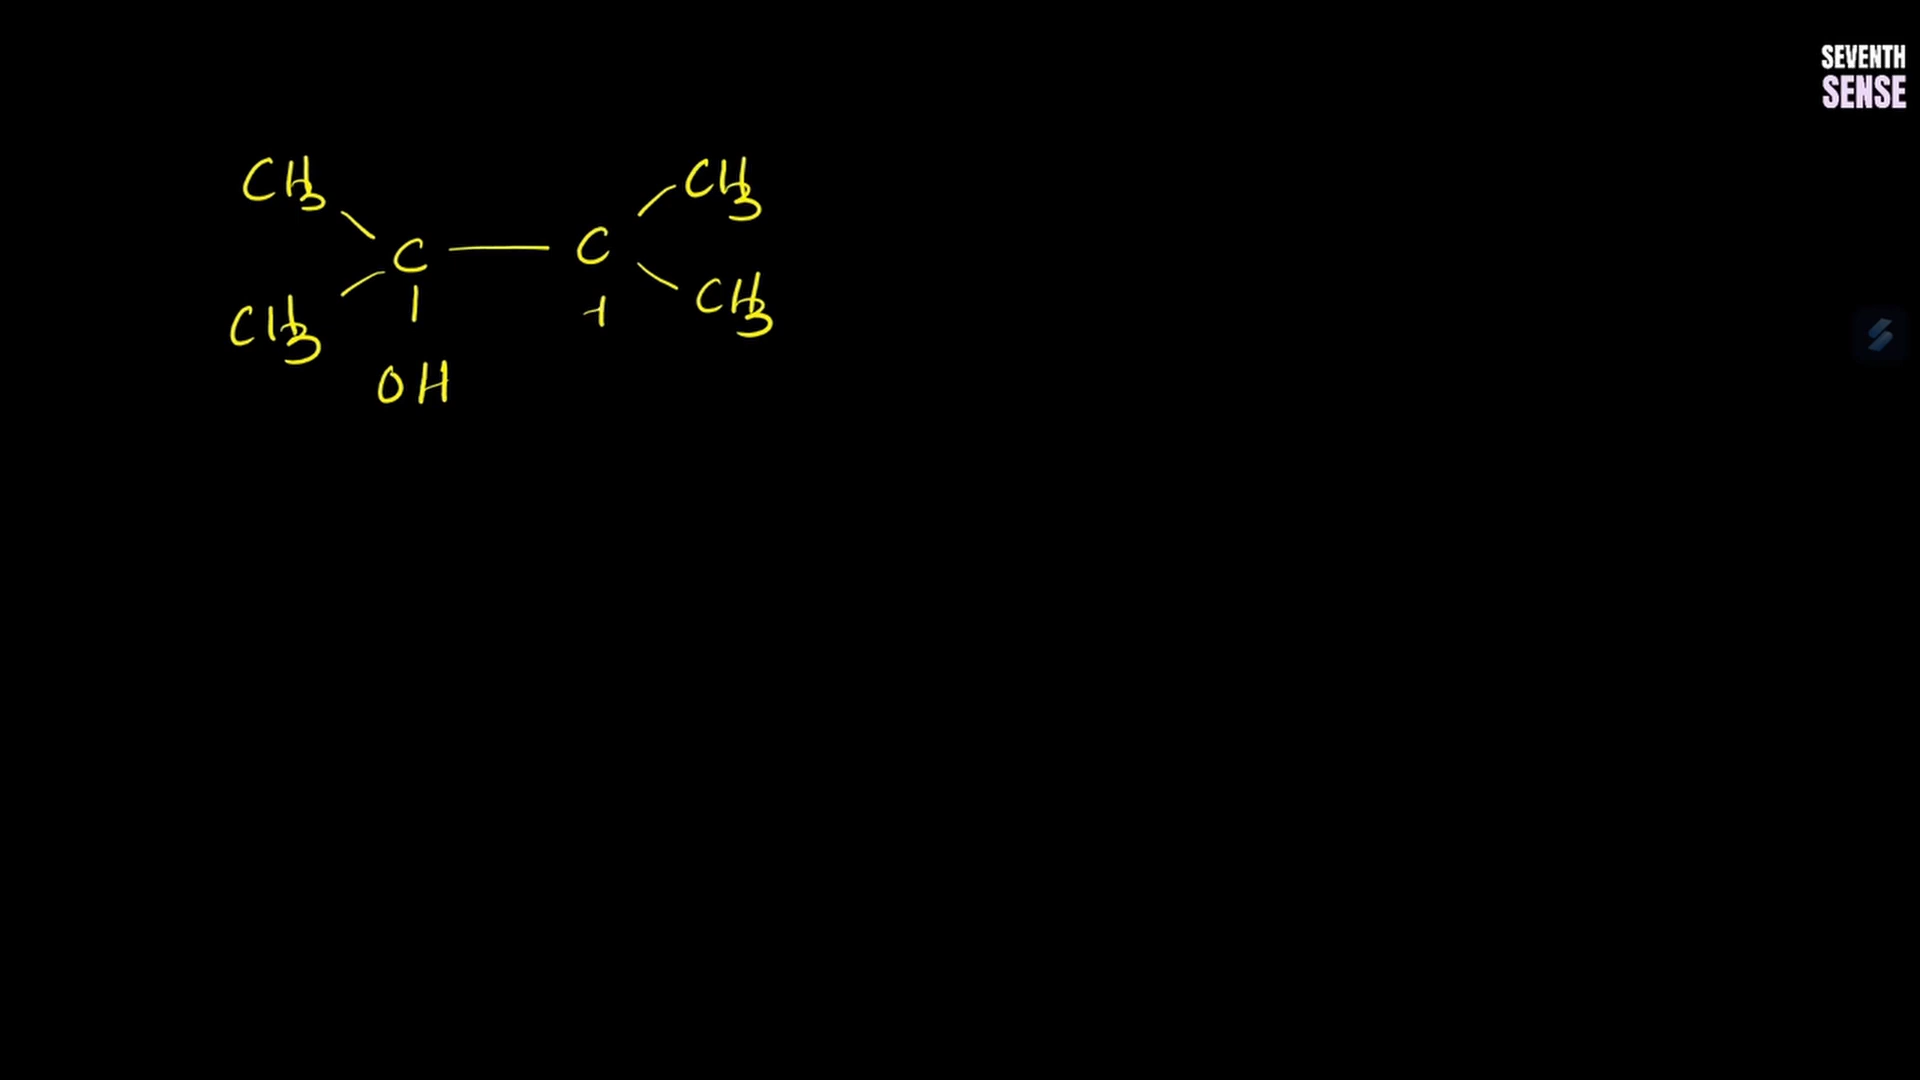 CH3 CH3
C — C
CH3 + CH3
OH
SEVENTH
SENSE